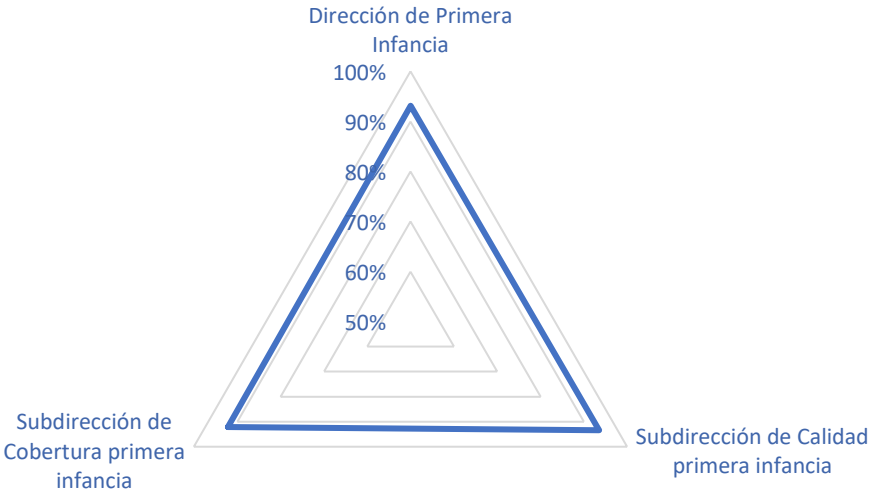 Dirección de Primera
Infancia
100%
90%
80%
70%
60%
50%
Subdirección de
Cobertura primera
infancia
Subdirección de Calidad
primera infancia